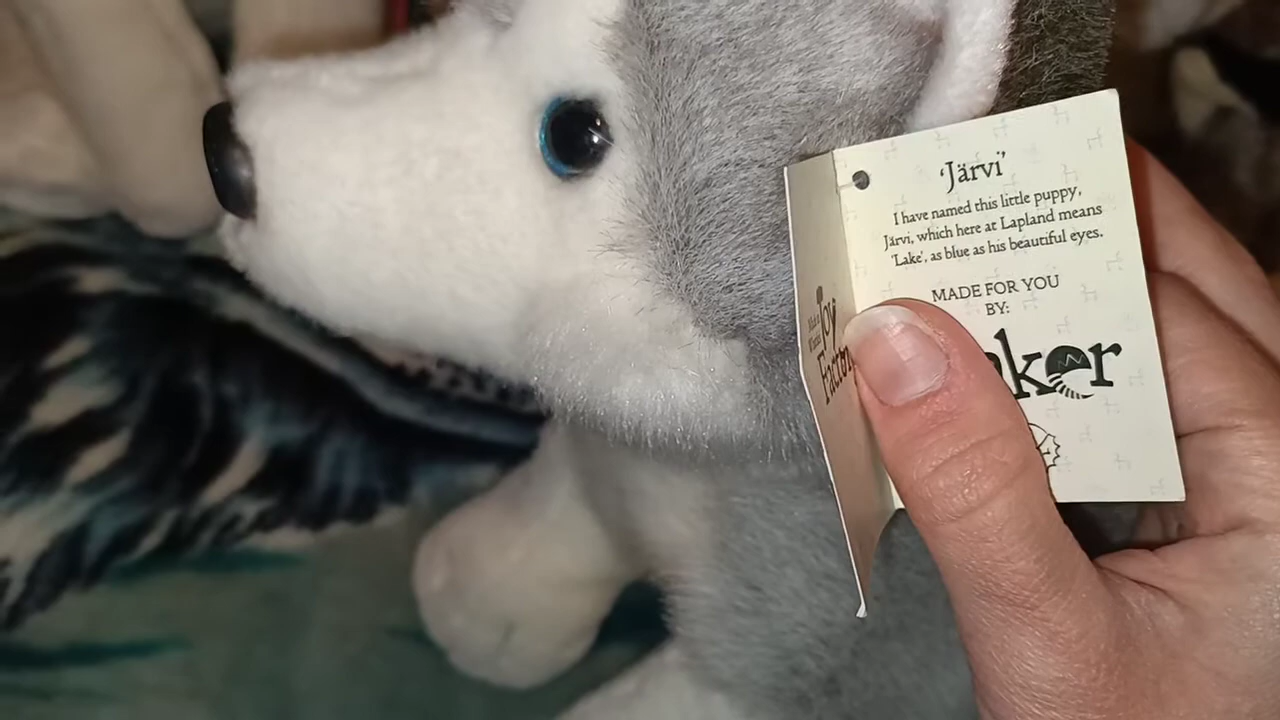 Toy
Factory
'Järvi'
I have named this little puppy,
Järvi, which here at Lapland means
'Lake', as blue as his beautiful eyes.
MADE FOR YOU
BY: